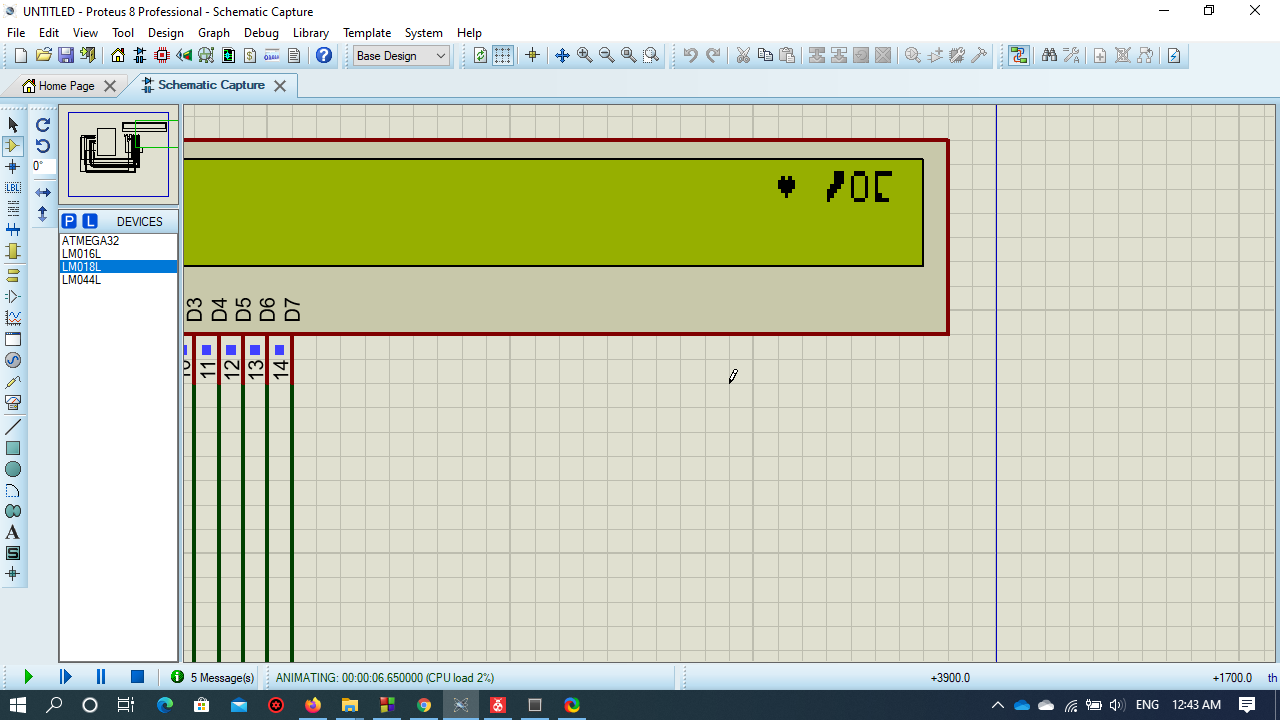 UNTITLED - Proteus 8 Professional - Schematic Capture
File Edit View Tool Design Graph Debug Library Template System Help
Base Design
Home Page
Schematic Capture
0°
P L DEVICES
ATMEGA32
LM016L
LM018L
LM044L
D3 D4 D5 D6 D7
10 11 12 13 14
5 Message(s)
ANIMATING: 00:00:06.650000 (CPU load 2%)
+3900.0
+1700.0
th
ENG
12:43 AM